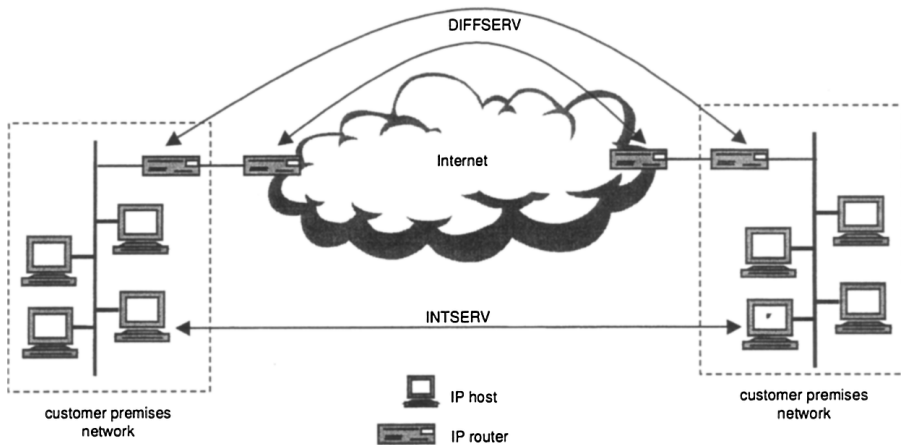 DIFFSERV
Internet
INTSERV
customer premises
network
customer premises
network
IP host
IP router